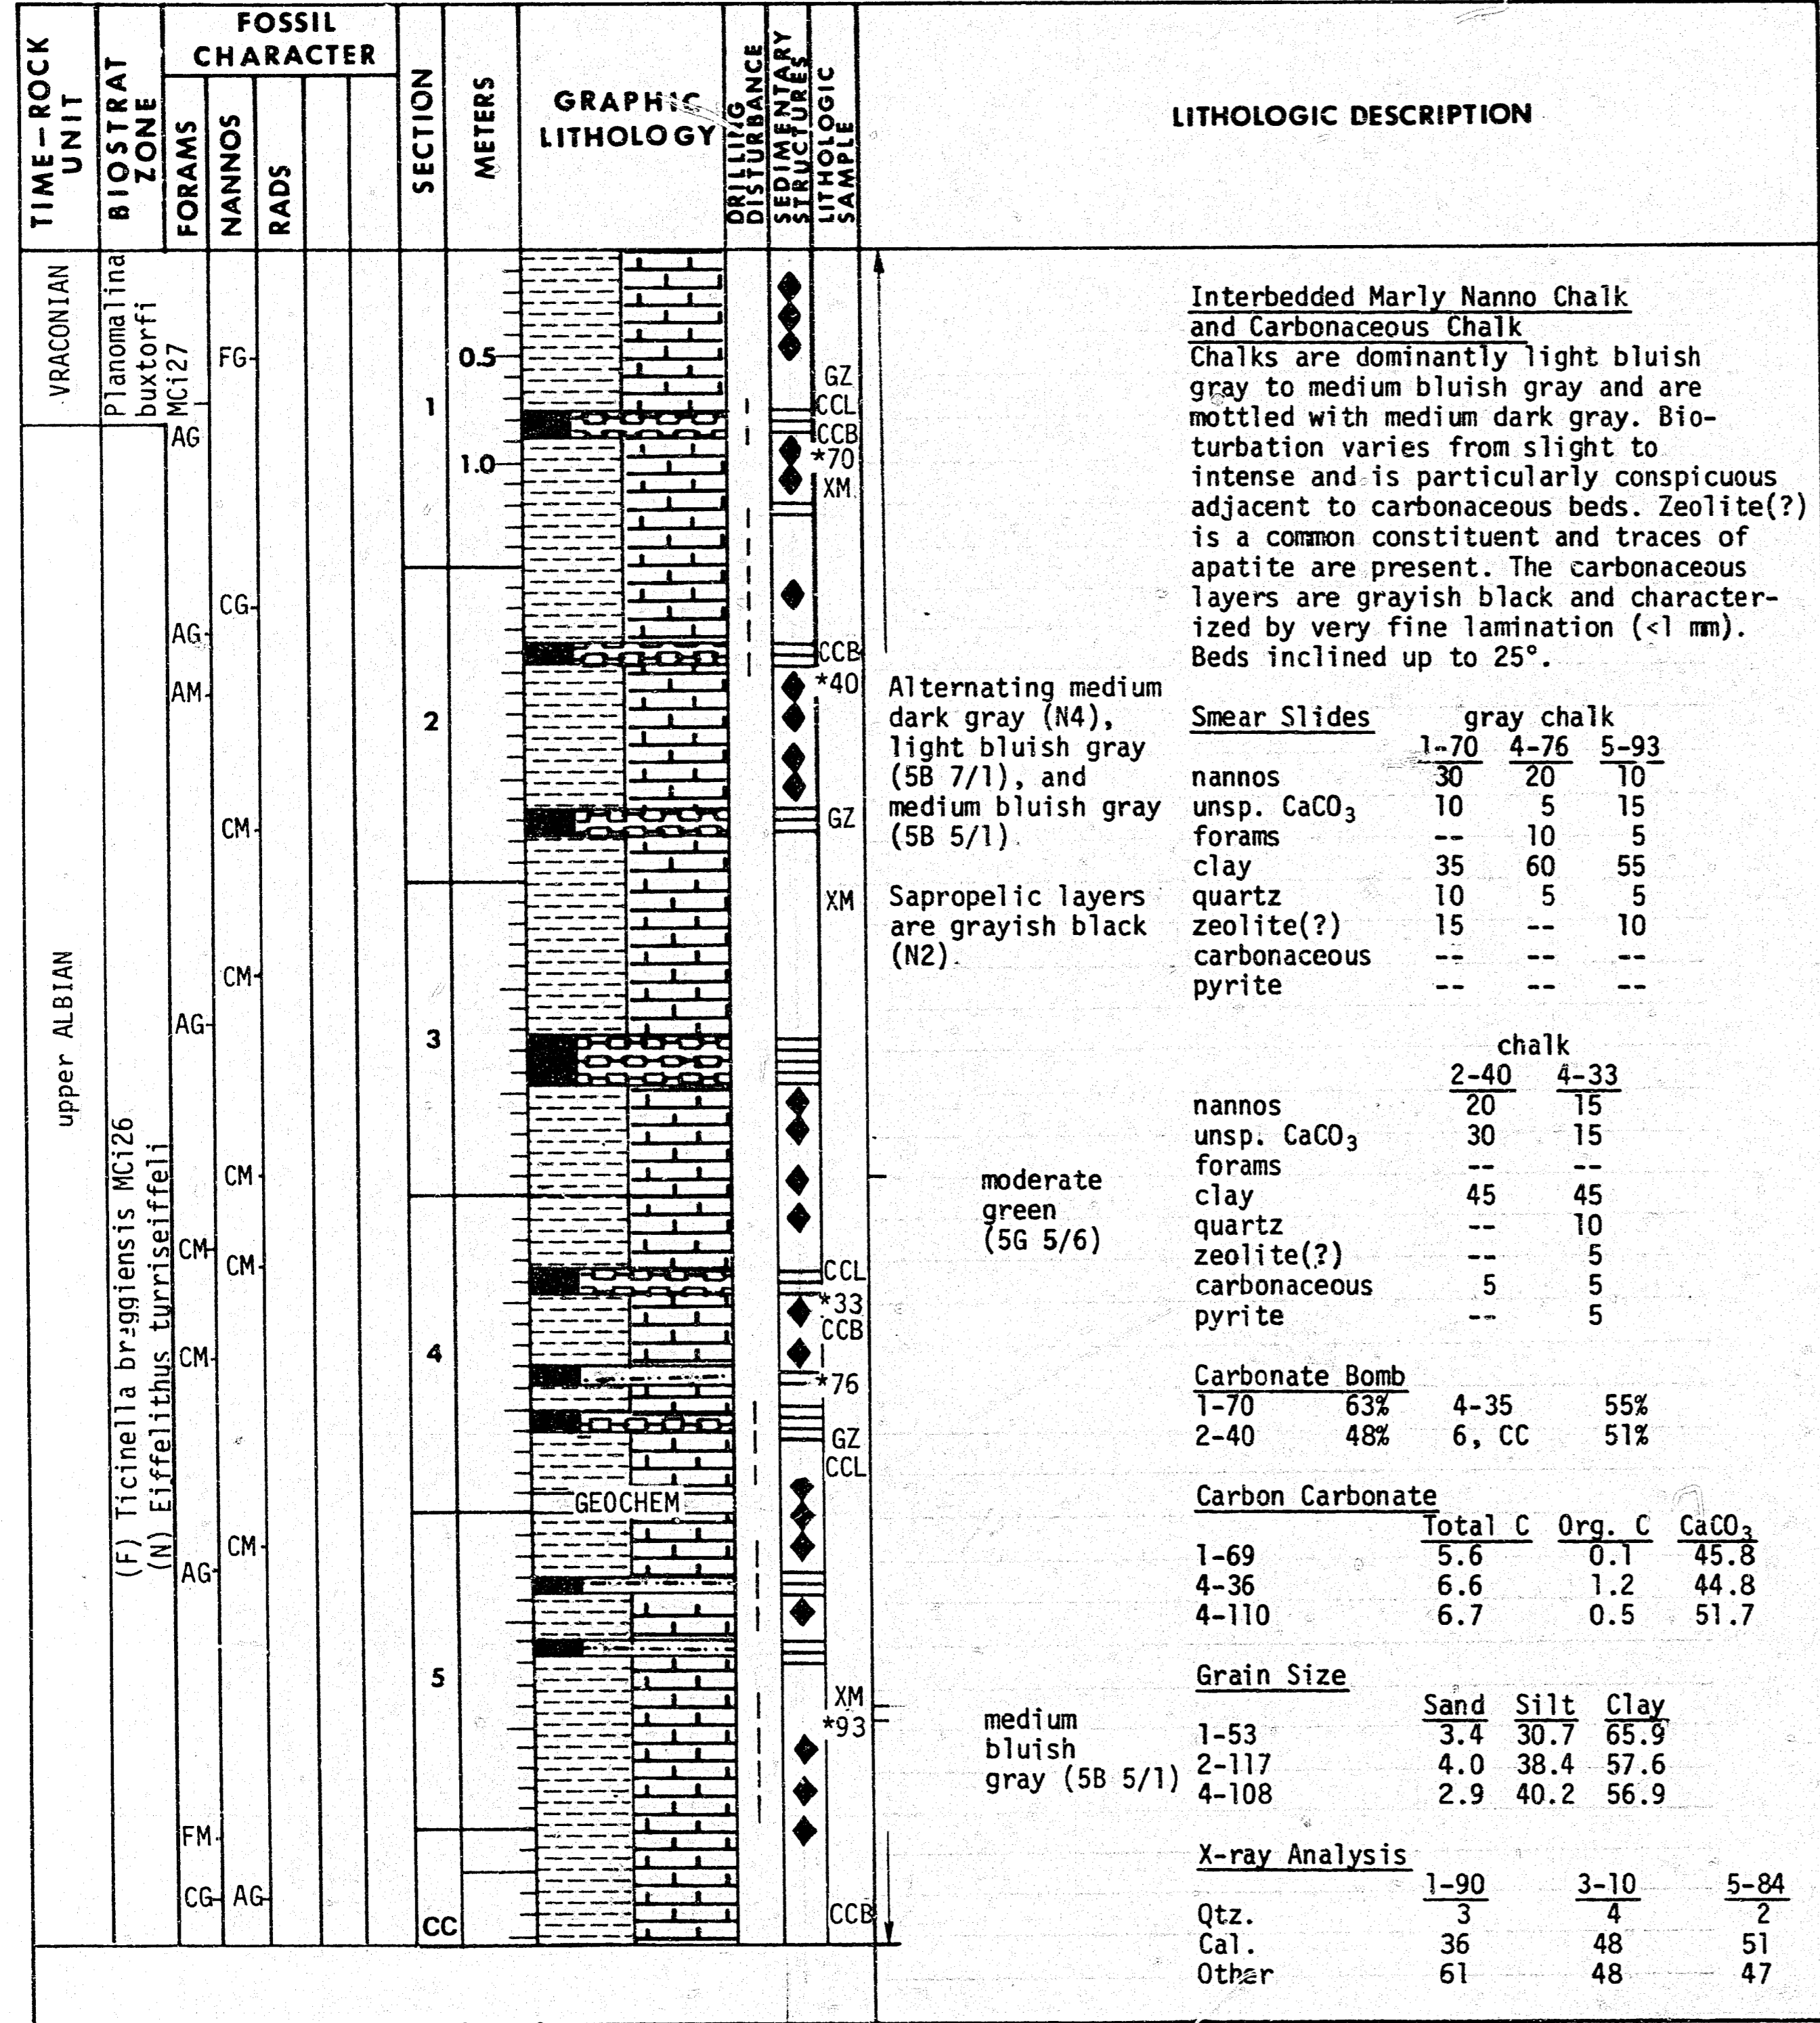 TIME-ROCK UNIT
BIOSTRAT ZONE
FOSSIL CHARACTER
FORAMS
NANNOS
RADS
SECTION
METERS
GRAPHIC LITHOLOGY
DRILLING DISTURBANCE
SEDIMENTARY STRUCTURES
LITHOLOGIC SAMPLE
LITHOLOGIC DESCRIPTION
VRACONIAN
Planomalina
buxtorfi
MCi27
upper ALBIAN
(F) Ticinella breggiensis MCi26
(N) Eiffelithus turriseiffeli
AG
AG
AM
AG
CM
CM
AG
FM
CG
FG
CG
CM
CM
CM
CM
CM
AG
1
2
3
4
5
CC
0.5
1.0
GEOCHEM
GZ
CCL
CCB
*70
XM
CCB
*40
GZ
XM
CCL
*33
CCB
*76
GZ
CCL
XM
*93
CCB
Alternating medium
dark gray (N4),
light bluish gray
(5B 7/1), and
medium bluish gray
(5B 5/1).
Sapropelic layers
are grayish black
(N2).
moderate
green
(5G 5/6)
medium
bluish
gray (5B 5/1)
Interbedded Marly Nanno Chalk
and Carbonaceous Chalk
Chalks are dominantly light bluish
gray to medium bluish gray and are
mottled with medium dark gray. Bio-
turbation varies from slight to
intense and is particularly conspicuous
adjacent to carbonaceous beds. Zeolite(?)
is a common constituent and traces of
apatite are present. The carbonaceous
layers are grayish black and character-
ized by very fine lamination (<1 mm).
Beds inclined up to 25°.
Smear Slides gray chalk
1-70 4-76 5-93
nannos 30 20 10
unsp. CaCO3 10 5 15
forams -- 10 5
clay 35 60 55
quartz 10 5 5
zeolite(?) 15 -- 10
carbonaceous -- -- --
pyrite -- -- --
chalk
2-40 4-33
nannos 20 15
unsp. CaCO3 30 15
forams -- --
clay 45 45
quartz -- 10
zeolite(?) -- 5
carbonaceous 5 5
pyrite -- 5
Carbonate Bomb
1-70 63% 4-35 55%
2-40 48% 6, CC 51%
Carbon Carbonate
Total C Org. C CaCO3
1-69 5.6 0.1 45.8
4-36 6.6 1.2 44.8
4-110 6.7 0.5 51.7
Grain Size
Sand Silt Clay
1-53 3.4 30.7 65.9
2-117 4.0 38.4 57.6
4-108 2.9 40.2 56.9
X-ray Analysis
1-90 3-10 5-84
Qtz. 3 4 2
Cal. 36 48 51
Other 61 48 47